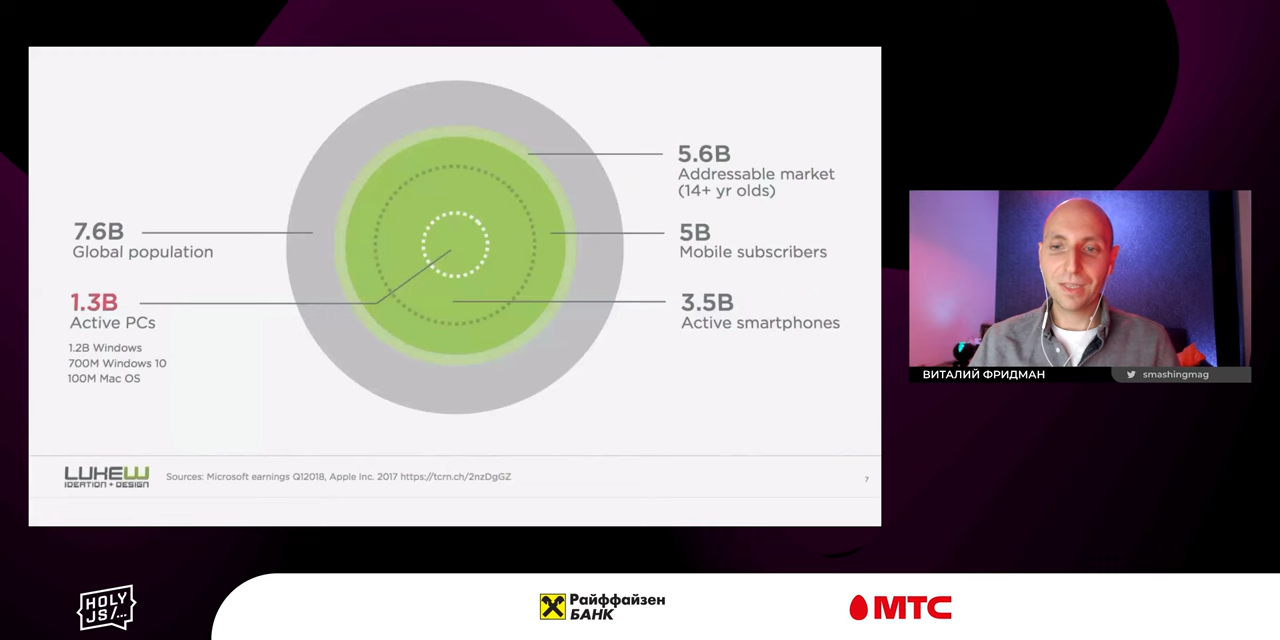 7.6B
Global population
1.3B
Active PCs
1.2B Windows
700M Windows 10
100M Mac OS
5.6B
Addressable market
(14+ yr olds)
5B
Mobile subscribers
3.5B
Active smartphones
LUKEW
IDEATION + DESIGN
Sources: Microsoft earnings Q12018, Apple Inc. 2017 https://tcrn.ch/2nzDgGZ
7
ВИТАЛИЙ ФРИДМАН
smashingmag
HOLY
JS/...
Райффайзен
БАНК
МТС